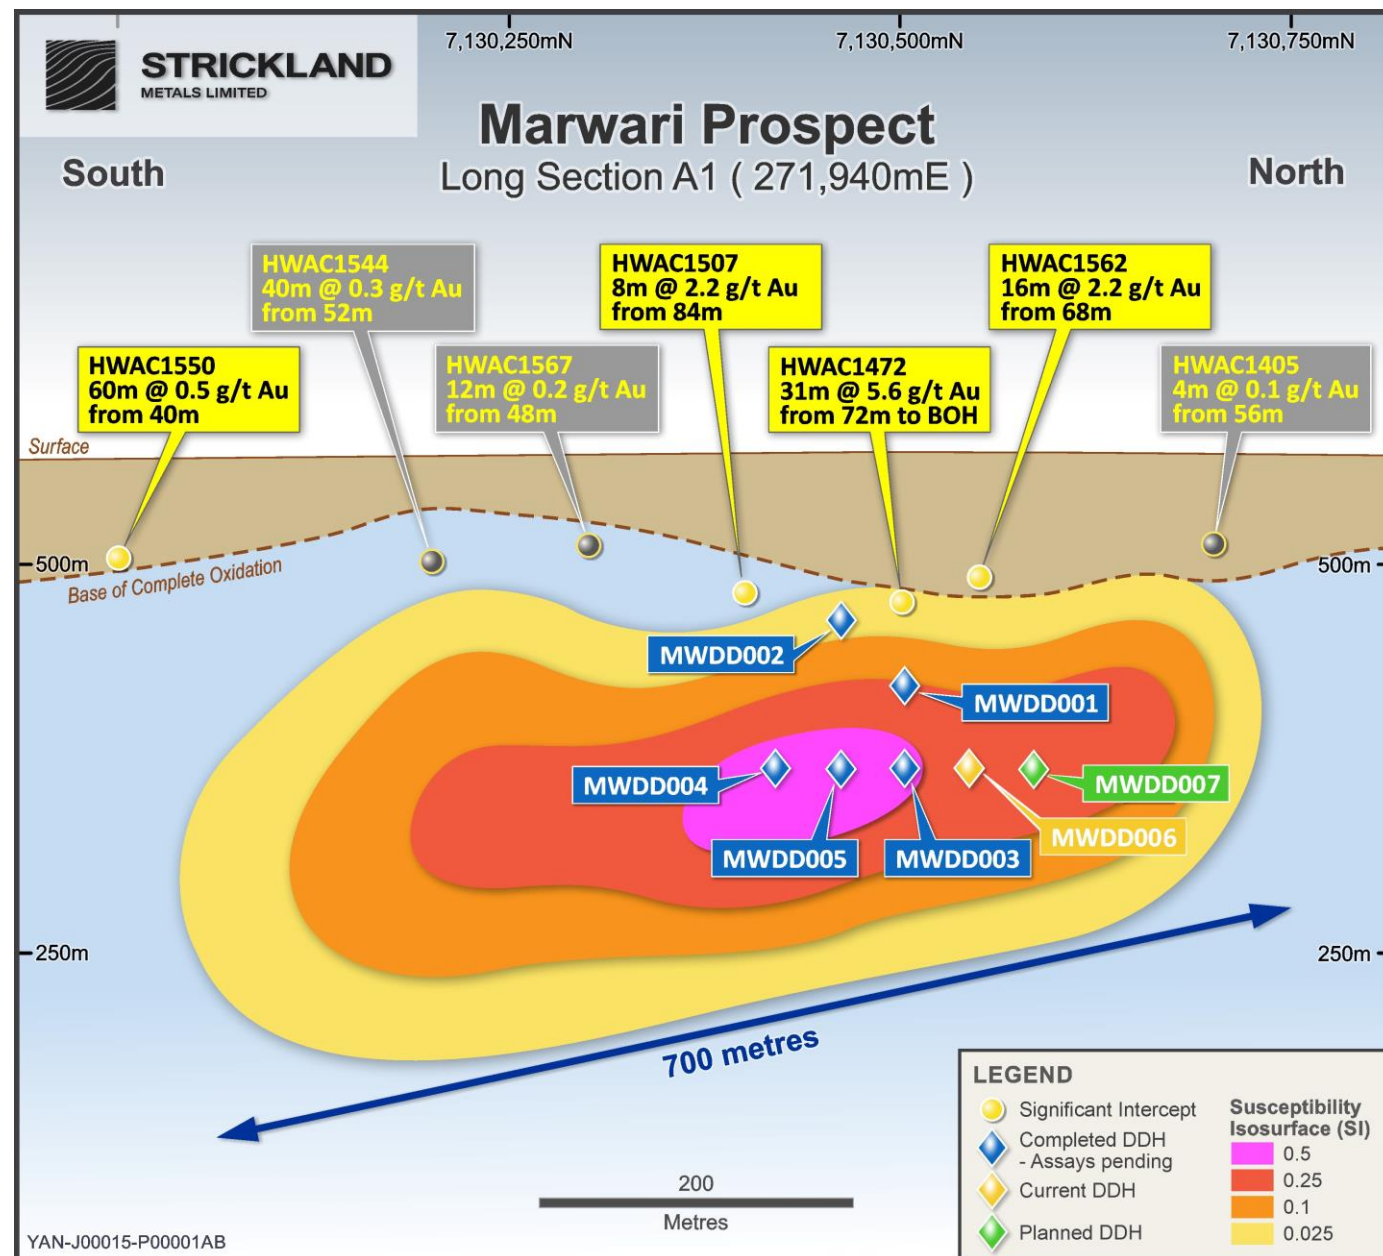 STRICKLAND
METALS LIMITED
7,130,250mN
7,130,500mN
7,130,750mN
Marwari Prospect
Long Section A1 ( 271,940mE )
South
North
HWAC1544
40m @ 0.3 g/t Au
from 52m
HWAC1507
8m @ 2.2 g/t Au
from 84m
HWAC1562
16m @ 2.2 g/t Au
from 68m
HWAC1550
60m @ 0.5 g/t Au
from 40m
HWAC1567
12m @ 0.2 g/t Au
from 48m
HWAC1472
31m @ 5.6 g/t Au
from 72m to BOH
HWAC1405
4m @ 0.1 g/t Au
from 56m
Surface
500m
500m
Base of Complete Oxidation
MWDD002
MWDD001
MWDD004
MWDD007
MWDD006
MWDD005
MWDD003
250m
250m
700 metres
200
Metres
LEGEND
Significant Intercept
Completed DDH
- Assays pending
Current DDH
Planned DDH
Susceptibility
Isosurface (SI)
0.5
0.25
0.1
0.025
YAN-J00015-P00001AB